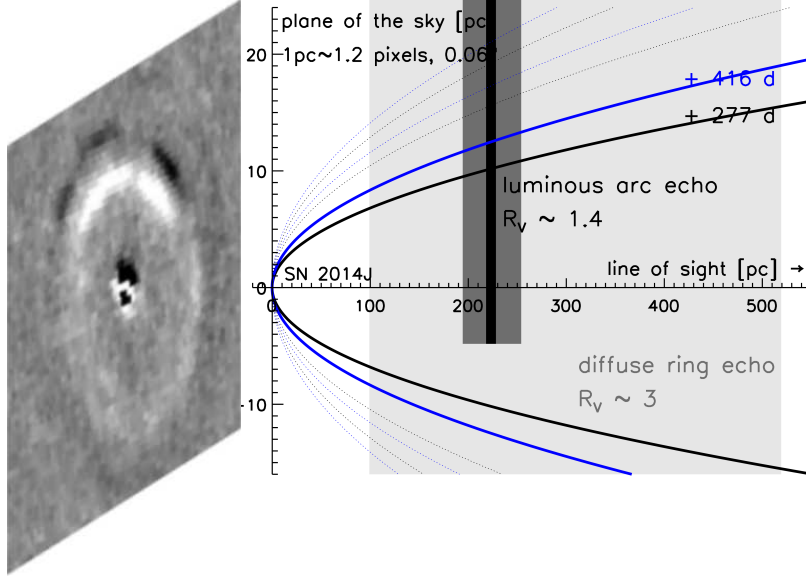 plane of the sky [pc]
1pc~1.2 pixels, 0.06"
20
+ 416 d
+ 277 d
10
luminous arc echo
Rᵥ ~ 1.4
SN 2014J
line of sight [pc] →
0
0 100 200 300 400 500
diffuse ring echo
Rᵥ ~ 3
-10